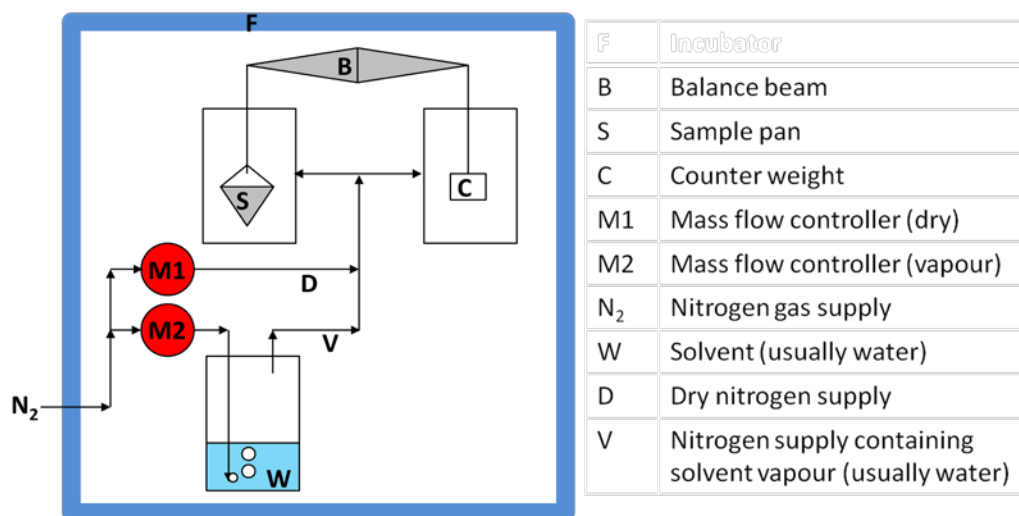 F
B
S
C
M1
D
M2
V
N₂
W
F Incubator
B Balance beam
S Sample pan
C Counter weight
M1 Mass flow controller (dry)
M2 Mass flow controller (vapour)
N₂ Nitrogen gas supply
W Solvent (usually water)
D Dry nitrogen supply
V Nitrogen supply containing
solvent vapour (usually water)